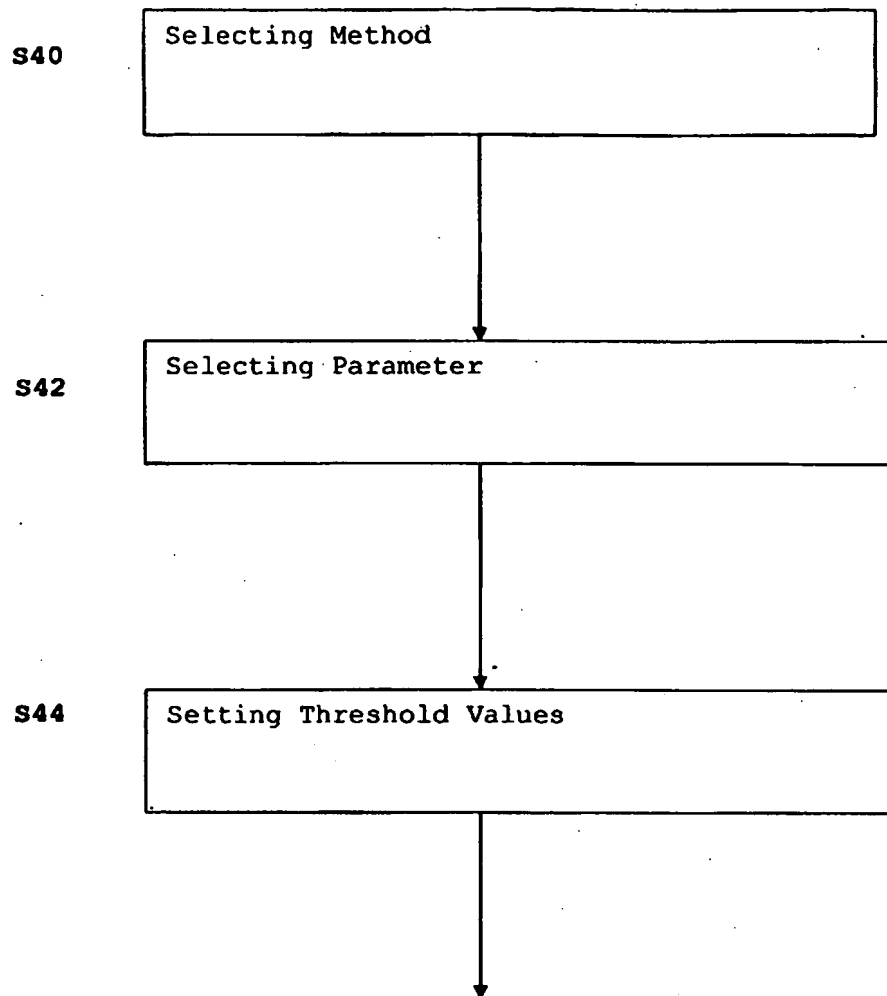 S40
Selecting Method
S42
Selecting Parameter
S44
Setting Threshold Values